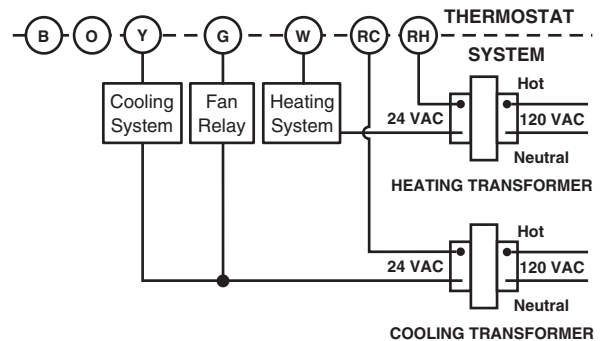 THERMOSTAT
B O Y G W RC RH
SYSTEM
Cooling
System
Fan
Relay
Heating
System
Hot
24 VAC
120 VAC
Neutral
HEATING TRANSFORMER
Hot
24 VAC
120 VAC
Neutral
COOLING TRANSFORMER